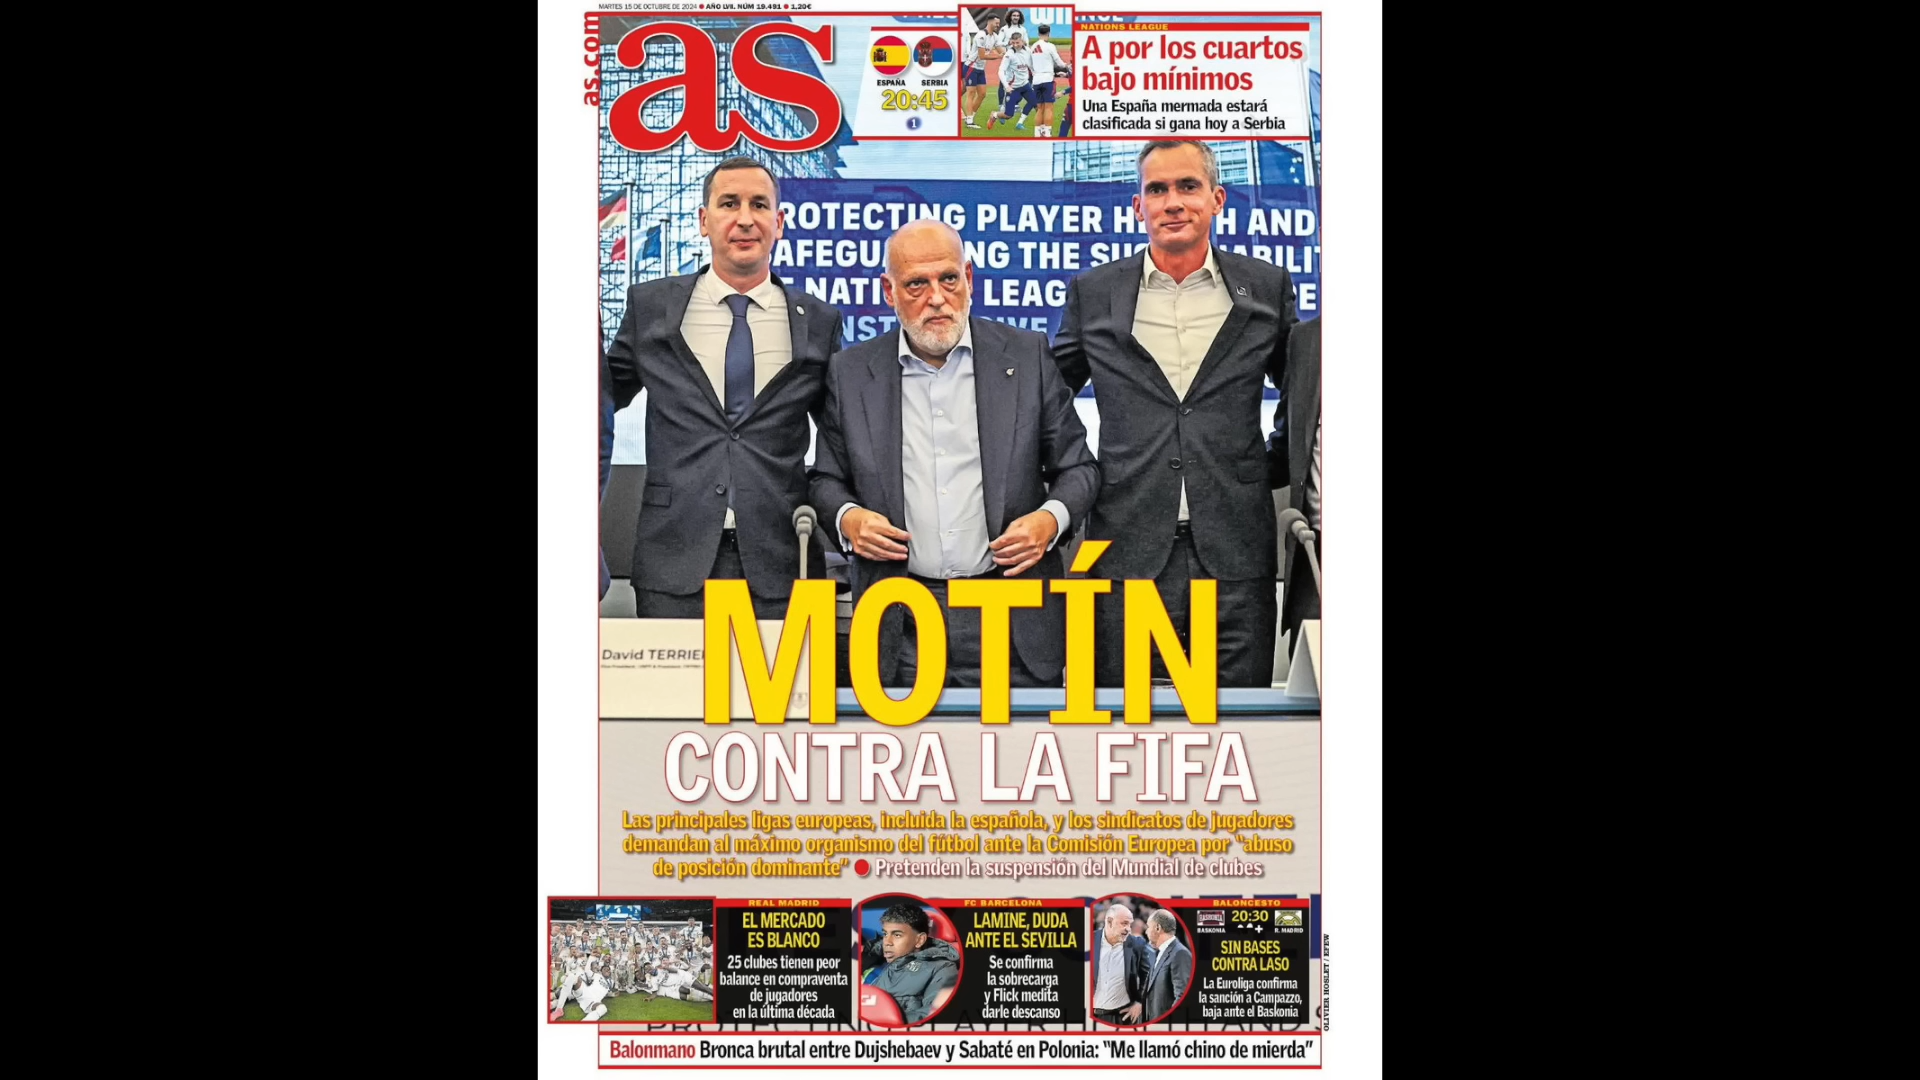 MARTES 15 DE OCTUBRE DE 2024 ● AÑO LVII. NÚM 19.491 ● 1,20€
as.com
as
ESPAÑA SERBIA
20:45
1
NATIONS LEAGUE
A por los cuartos
bajo mínimos
Una España mermada estará
clasificada si gana hoy a Serbia
ROTECTING PLAYER H H AND
AFEGU NG THE SU ABILI
NATI LEAG E
NST IVE
David TERRIE
MOTÍN
CONTRA LA FIFA
Las principales ligas europeas, incluida la española, y los sindicatos de jugadores
demandan al máximo organismo del fútbol ante la Comisión Europea por “abuso
de posición dominante” ● Pretenden la suspensión del Mundial de clubes
REAL MADRID
EL MERCADO
ES BLANCO
25 clubes tienen peor
balance en compraventa
de jugadores
en la última década
FC BARCELONA
LAMINE, DUDA
ANTE EL SEVILLA
Se confirma
la sobrecarga
y Flick medita
darle descanso
BALONCESTO
20:30
BASKONIA R. MADRID
SIN BASES
CONTRA LASO
La Euroliga confirma
la sanción a Campazzo,
baja ante el Baskonia
OLIVIER HOSLET / EFEW
Balonmano Bronca brutal entre Dujshebaev y Sabaté en Polonia: “Me llamó chino de mierda”